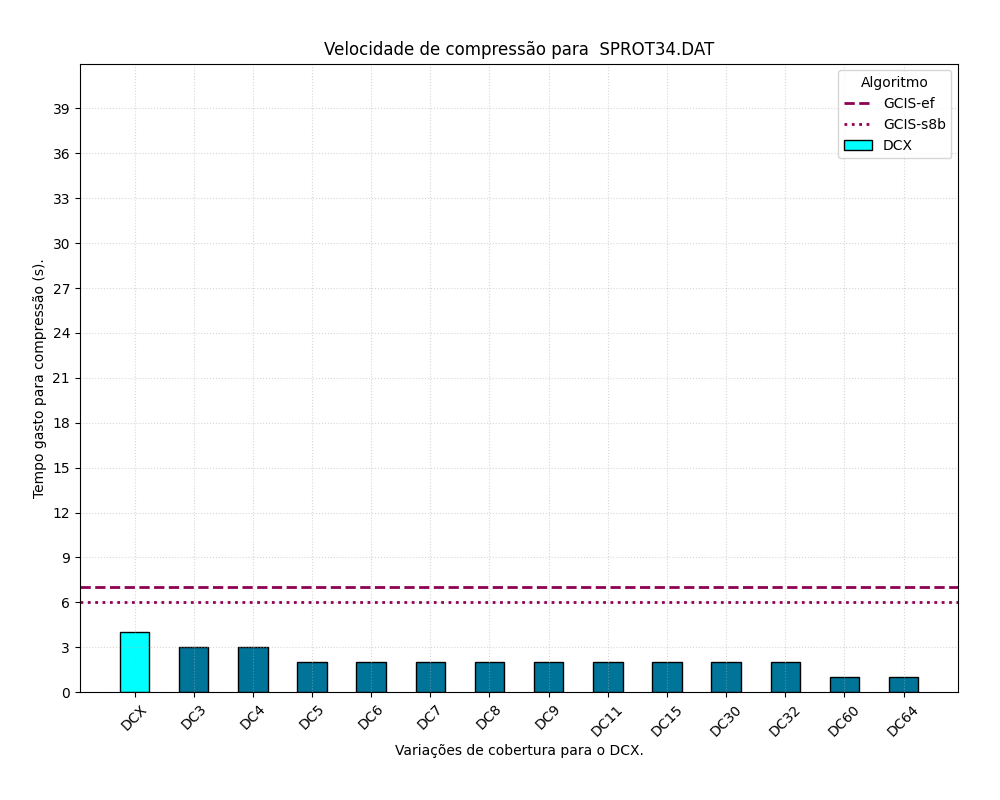 Velocidade de compressão para  SPROT34.DAT
Algoritmo
GCIS-ef
GCIS-s8b
DCX
Tempo gasto para compressão (s).
39
36
33
30
27
24
21
18
15
12
9
6
3
0
DCX
DC3
DC4
DC5
DC6
DC7
DC8
DC9
DC11
DC15
DC30
DC32
DC60
DC64
Variações de cobertura para o DCX.